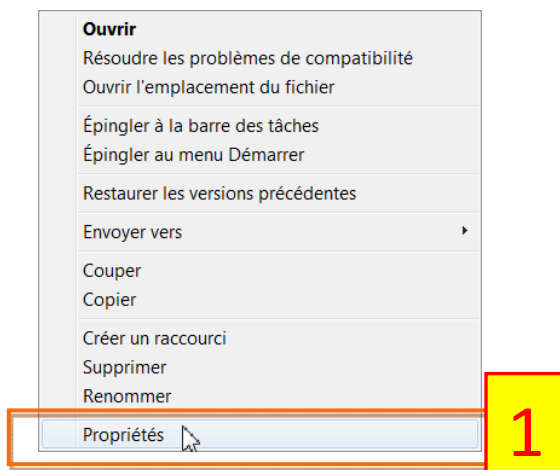 Ouvrir
Résoudre les problèmes de compatibilité
Ouvrir l'emplacement du fichier
Épingler à la barre des tâches
Épingler au menu Démarrer
Restaurer les versions précédentes
Envoyer vers
Couper
Copier
Créer un raccourci
Supprimer
Renommer
Propriétés
1